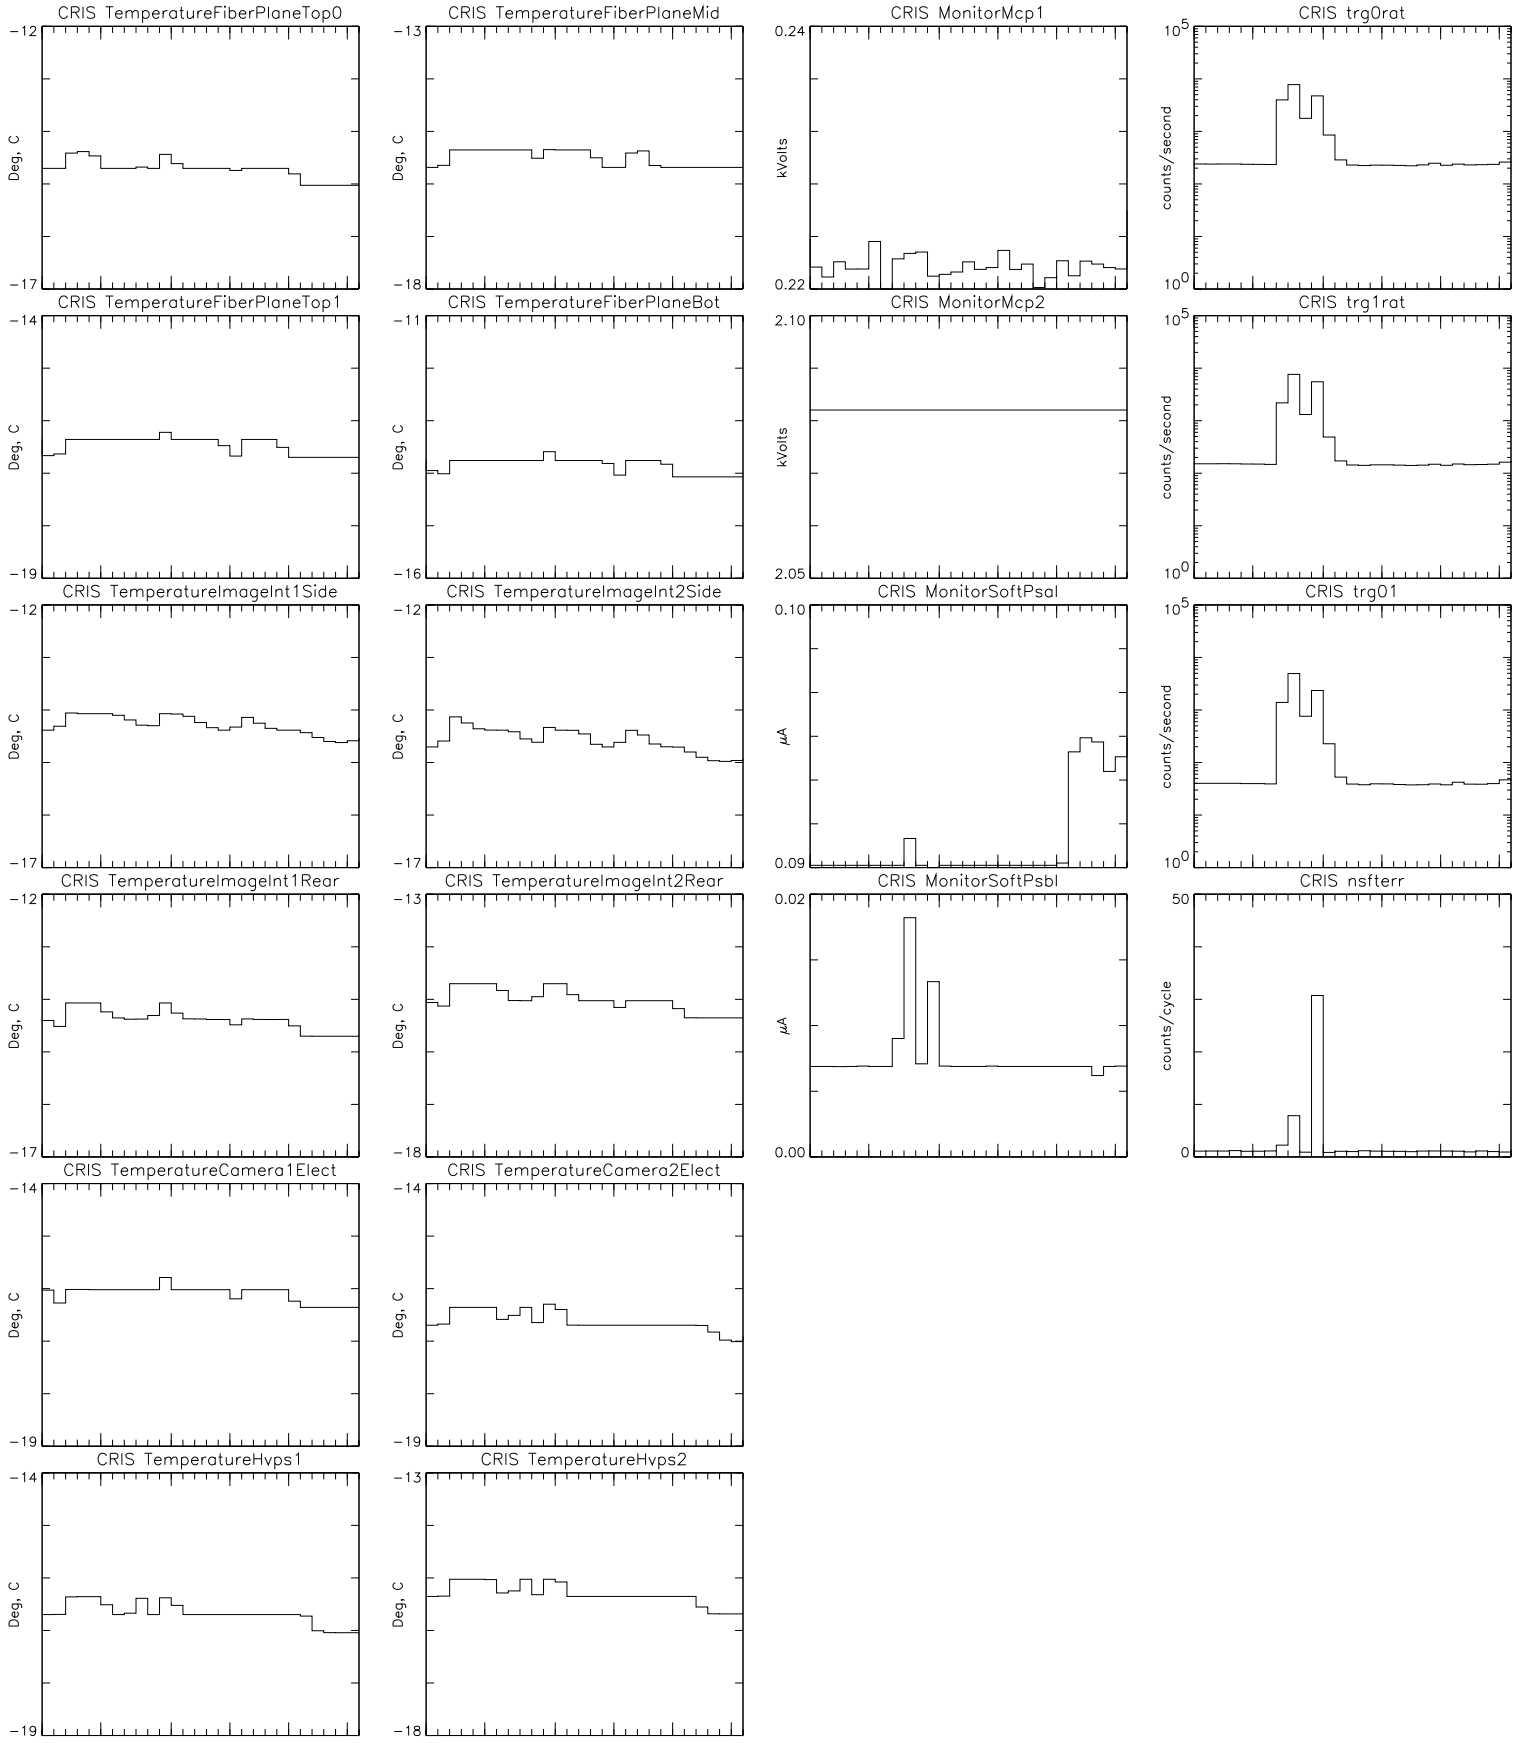 CRIS TemperatureFiberPlaneTop0
-12
Deg, C
-17
CRIS TemperatureFiberPlaneMid
-13
Deg, C
-18
CRIS MonitorMcp1
0.24
kVolts
0.22
CRIS trg0rat
10^5
counts/second
10^0
CRIS TemperatureFiberPlaneTop1
-14
Deg, C
-19
CRIS TemperatureFiberPlaneBot
-11
Deg, C
-16
CRIS MonitorMcp2
2.10
kVolts
2.05
CRIS trg1rat
10^5
counts/second
10^0
CRIS TemperatureImageInt1Side
-12
Deg, C
-17
CRIS TemperatureImageInt2Side
-12
Deg, C
-17
CRIS MonitorSoftPsaI
0.10
μA
0.09
CRIS trg01
10^5
counts/second
10^0
CRIS TemperatureImageInt1Rear
-12
Deg, C
-17
CRIS TemperatureImageInt2Rear
-13
Deg, C
-18
CRIS MonitorSoftPsbI
0.02
μA
0.00
CRIS nsfterr
50
counts/cycle
0
CRIS TemperatureCamera1Elect
-14
Deg, C
-19
CRIS TemperatureCamera2Elect
-14
Deg, C
-19
CRIS TemperatureHvps1
-14
Deg, C
-19
CRIS TemperatureHvps2
-13
Deg, C
-18